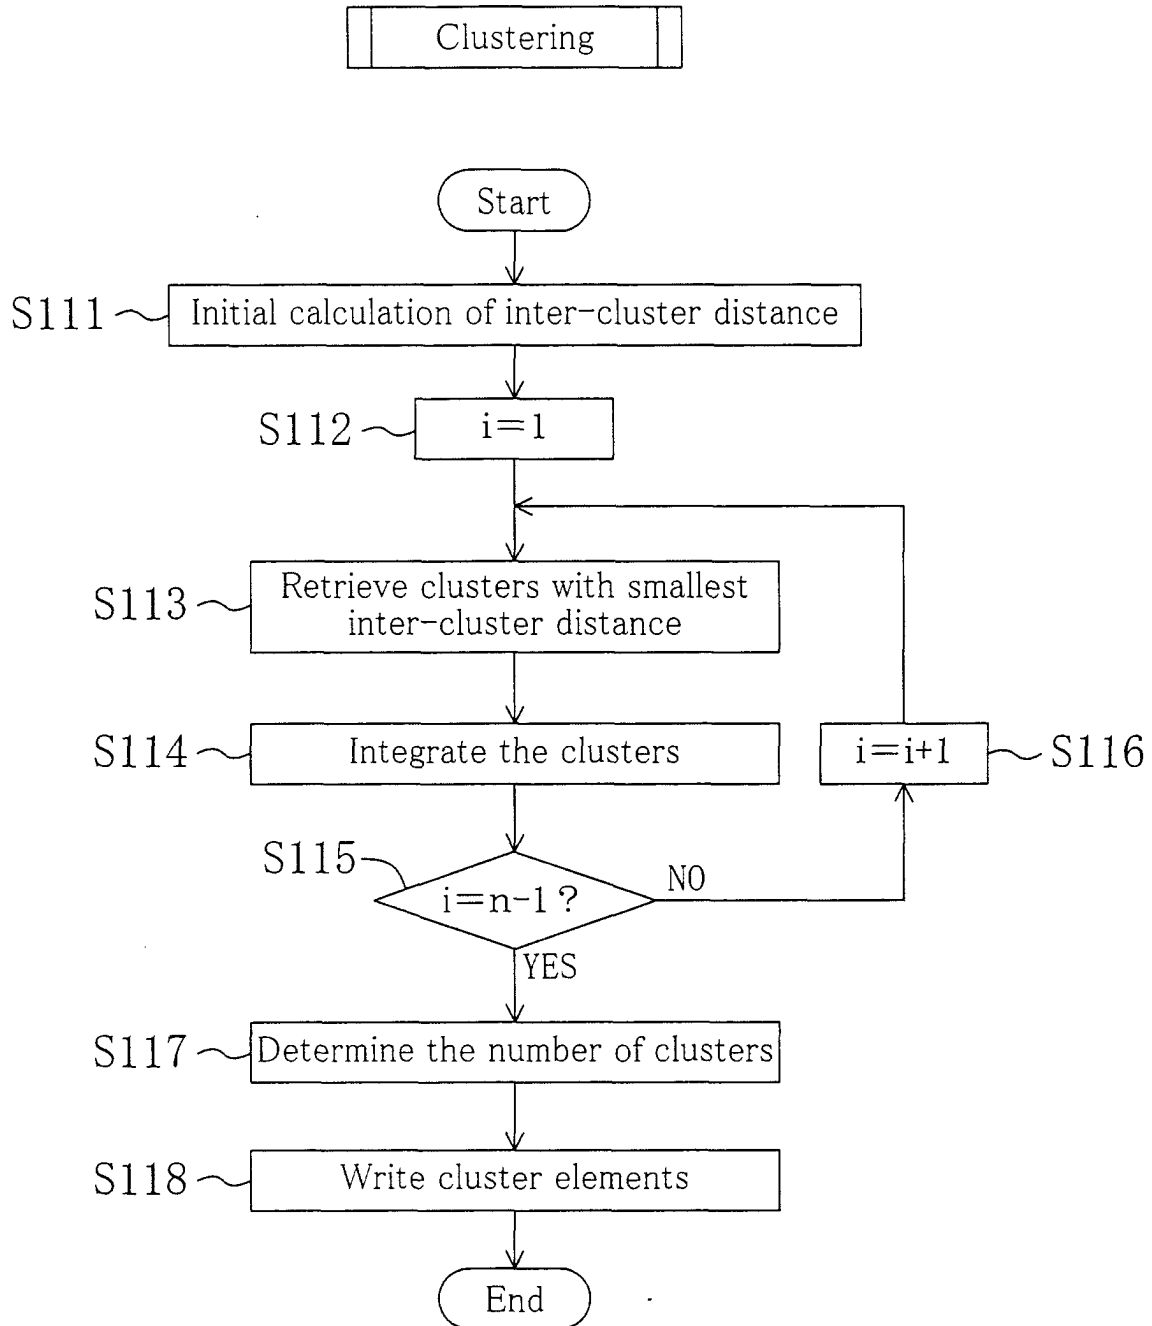 Clustering
Start
S111
Initial calculation of inter-cluster distance
S112
i=1
S113
Retrieve clusters with smallest
inter-cluster distance
S114
Integrate the clusters
i=i+1
S116
S115
i=n-1?
NO
YES
S117
Determine the number of clusters
S118
Write cluster elements
End